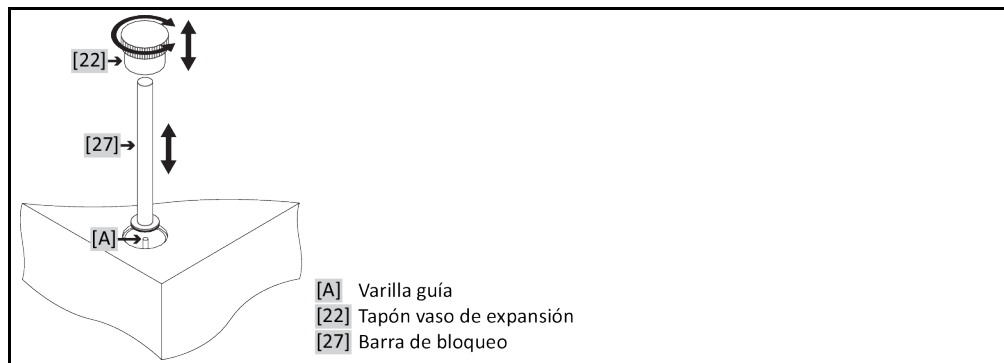 [22]
[27]
[A]
[A] Varilla guía
[22] Tapón vaso de expansión
[27] Barra de bloqueo